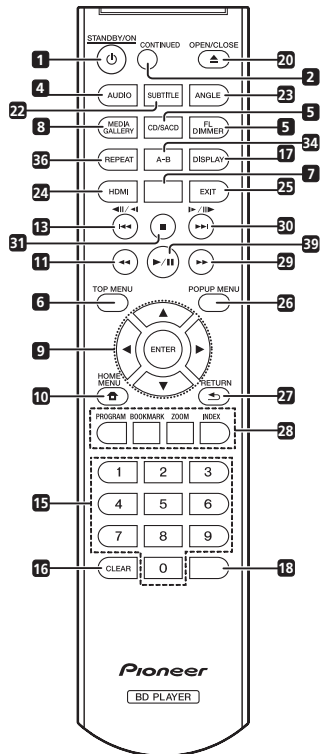 STANDBY/ON
CONTINUED
OPEN/CLOSE
1
20
2
4
AUDIO
SUBTITLE
ANGLE
22
23
8
MEDIA GALLERY
CD/SACD
FL DIMMER
5
5
34
36
REPEAT
A-B
DISPLAY
17
7
24
HDMI
EXIT
25
13
30
31
39
11
29
6
TOP MENU
POPUP MENU
26
9
ENTER
HOME MENU
RETURN
10
27
PROGRAM
BOOKMARK
ZOOM
INDEX
28
1
2
3
15
4
5
6
7
8
9
16
CLEAR
0
18
Pioneer
BD PLAYER